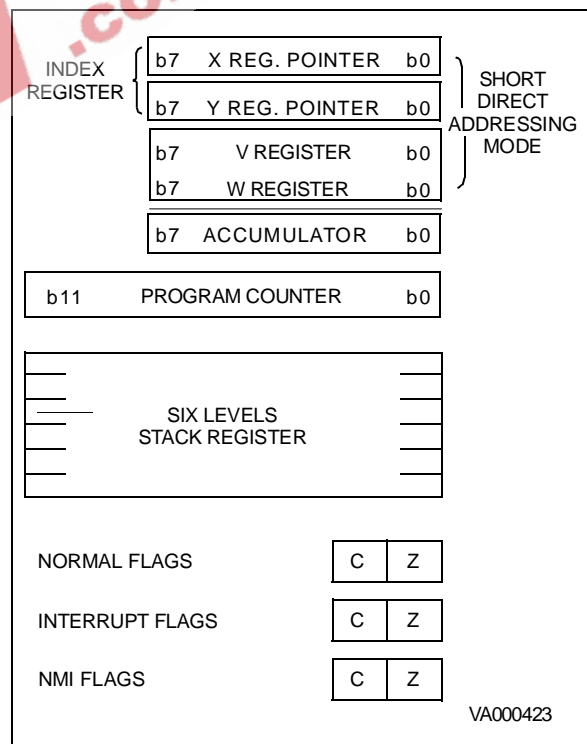 .co
INDEX
REGISTER
b7 X REG. POINTER b0
b7 Y REG. POINTER b0
b7 V REGISTER b0
b7 W REGISTER b0
SHORT
DIRECT
ADDRESSING
MODE
b7 ACCUMULATOR b0
b11 PROGRAM COUNTER b0
SIX LEVELS
STACK REGISTER
NORMAL FLAGS C Z
INTERRUPT FLAGS C Z
NMI FLAGS C Z
VA000423